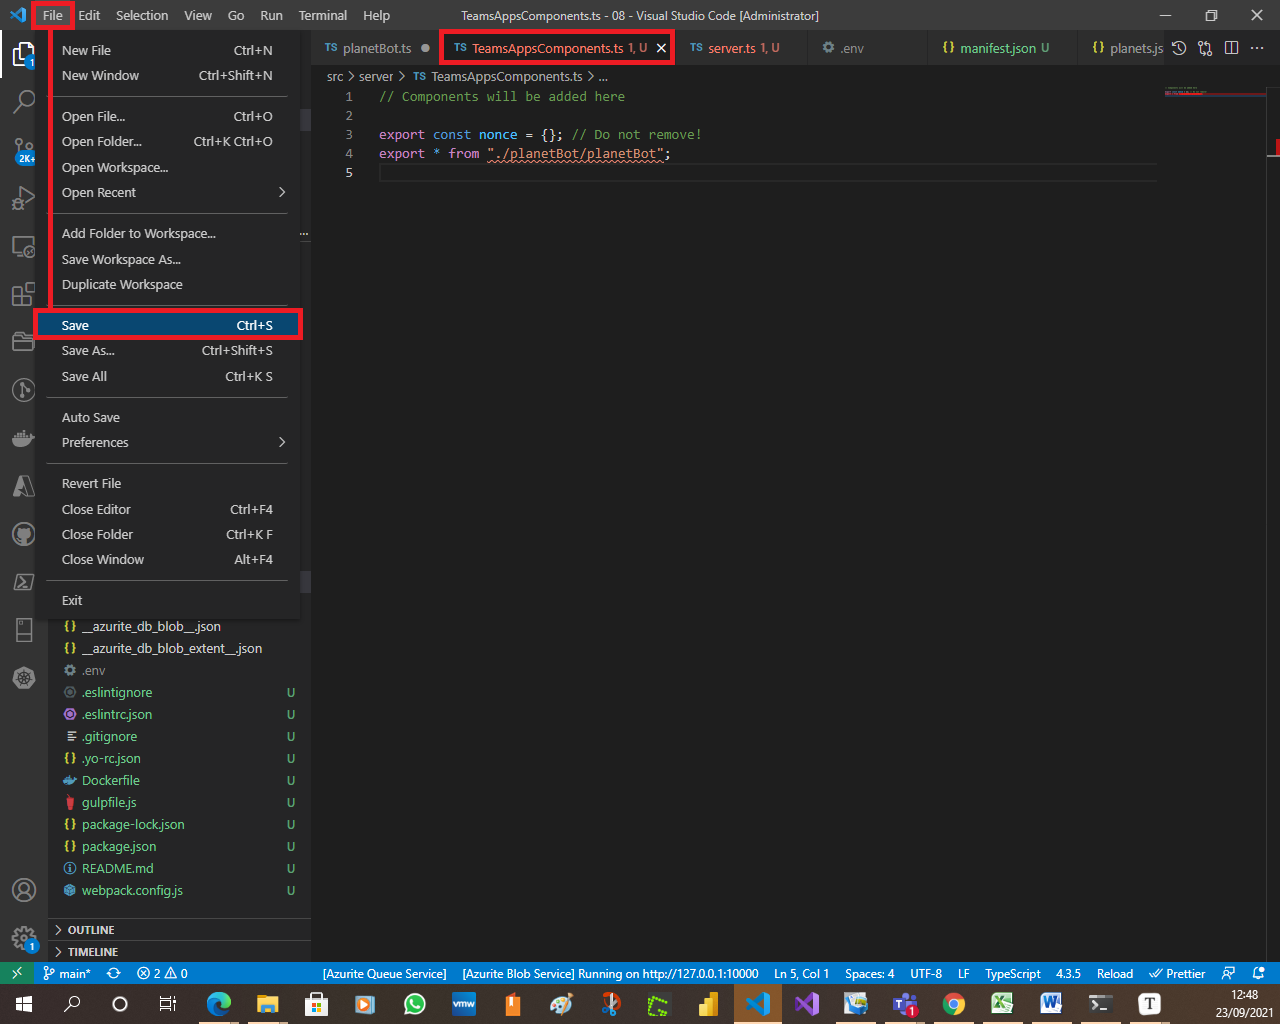 File Edit Selection View Go Run Terminal Help TeamsAppsComponents.ts - 08 - Visual Studio Code [Administrator]
TS planetBot.ts TS TeamsAppsComponents.ts 1, U TS server.ts 1, U .env {} manifest.json U {} planets.js
src > server > TS TeamsAppsComponents.ts > ...
1 // Components will be added here
2
3 export const nonce = {}; // Do not remove!
4 export * from "./planetBot/planetBot";
5
New File Ctrl+N
New Window Ctrl+Shift+N
Open File... Ctrl+O
Open Folder... Ctrl+K Ctrl+O
Open Workspace...
Open Recent >
Add Folder to Workspace...
Save Workspace As...
Duplicate Workspace
Save Ctrl+S
Save As... Ctrl+Shift+S
Save All Ctrl+K S
Auto Save
Preferences >
Revert File
Close Editor Ctrl+F4
Close Folder Ctrl+K F
Close Window Alt+F4
Exit
1
2K+
{} __azurite_db_blob__.json
{} __azurite_db_blob_extent__.json
.env
.eslintignore U
.eslintrc.json U
.gitignore U
{} .yo-rc.json U
Dockerfile U
gulpfile.js U
{} package-lock.json U
{} package.json U
README.md U
webpack.config.js U
> OUTLINE
> TIMELINE
1
main* 2 0 [Azurite Queue Service] [Azurite Blob Service] Running on http://127.0.0.1:10000 Ln 5, Col 1 Spaces: 4 UTF-8 LF TypeScript 4.3.5 Reload Prettier
vmw T 1 W T
12:48
23/09/2021